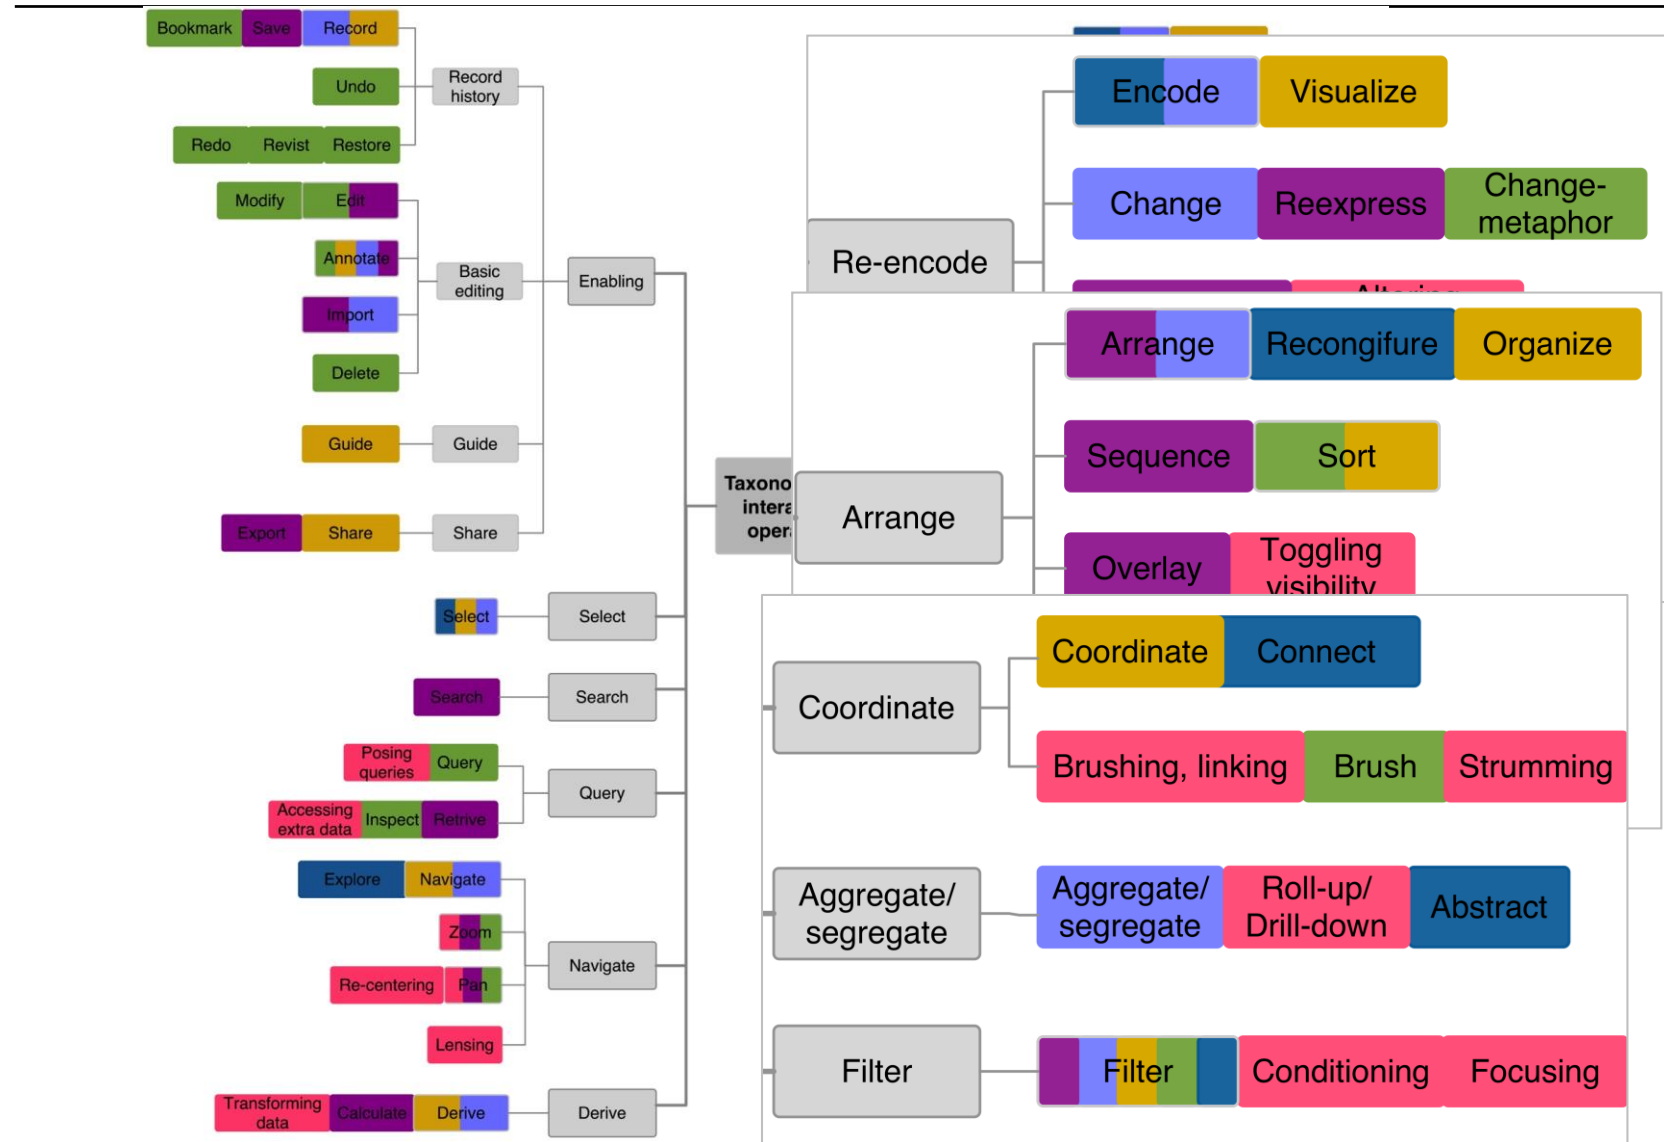 Bookmark Save Record
Undo
Record
history
Redo Revist Restore
Modify Edit
Annotate
Basic
editing
Enabling
Import
Delete
Guide Guide
Export Share Share
Select Select
Search Search
Posing
queries
Query
Query
Accessing
extra data
Inspect Retrive
Explore Navigate
Zoom
Navigate
Re-centering Pan
Lensing
Transforming
data
Calculate Derive Derive
Encode Visualize
Change Reexpress
Change-
metaphor
Re-encode
Arrange Recongifure Organize
Sequence Sort
Arrange
Overlay
Toggling
visibility
Coordinate Connect
Coordinate
Brushing, linking Brush Strumming
Aggregate/
segregate
Aggregate/
segregate
Roll-up/
Drill-down
Abstract
Filter Filter Conditioning Focusing